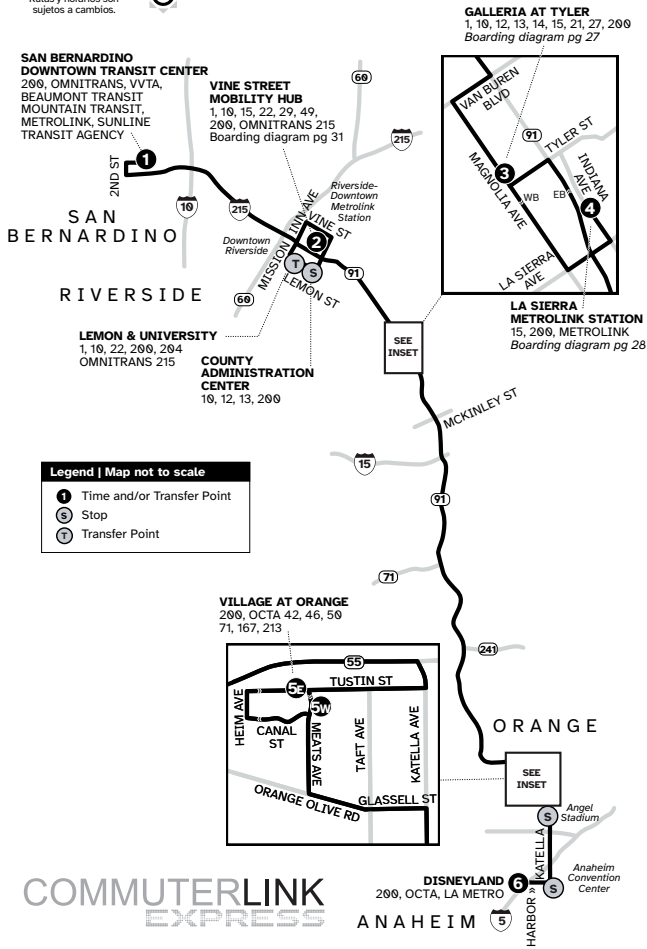 sujetos a cambios.
GALLERIA AT TYLER
1, 10, 12, 13, 14, 15, 21, 27, 200
Boarding diagram pg 27
SAN BERNARDINO
DOWNTOWN TRANSIT CENTER
200, OMNITRANS, VVTA,
BEAUMONT TRANSIT
MOUNTAIN TRANSIT,
METROLINK, SUNLINE
TRANSIT AGENCY
VINE STREET
MOBILITY HUB
1, 10, 15, 22, 29, 49,
200, OMNITRANS 215
Boarding diagram pg 31
60
215
VAN BUREN
BLVD
91
TYLER ST
MAGNOLIA AVE
INDIANA
AVE
3
WB
EB
4
LA SIERRA
AVE
2ND ST
1
10
215
SAN
BERNARDINO
Riverside-
Downtown
Metrolink
Station
MISSION INN AVE
VINE ST
2
Downtown
Riverside
T
S
LEMON ST
91
60
RIVERSIDE
LA SIERRA
METROLINK STATION
15, 200, METROLINK
Boarding diagram pg 28
LEMON & UNIVERSITY
1, 10, 22, 200, 204
OMNITRANS 215
COUNTY
ADMINISTRATION
CENTER
10, 12, 13, 200
SEE
INSET
MCKINLEY ST
15
91
Legend | Map not to scale
1 Time and/or Transfer Point
S Stop
T Transfer Point
71
241
VILLAGE AT ORANGE
200, OCTA 42, 46, 50
71, 167, 213
55
TUSTIN ST
5E
5W
HEIM AVE
CANAL
ST
MEATS AVE
TAFT AVE
KATELLA AVE
ORANGE OLIVE RD
GLASSELL ST
ORANGE
SEE
INSET
S
Angel
Stadium
KATELLA
DISNEYLAND
200, OCTA, LA METRO
6
HARBOR »
S
Anaheim
Convention
Center
5
ANAHEIM
COMMUTERLINK
EXPRESS